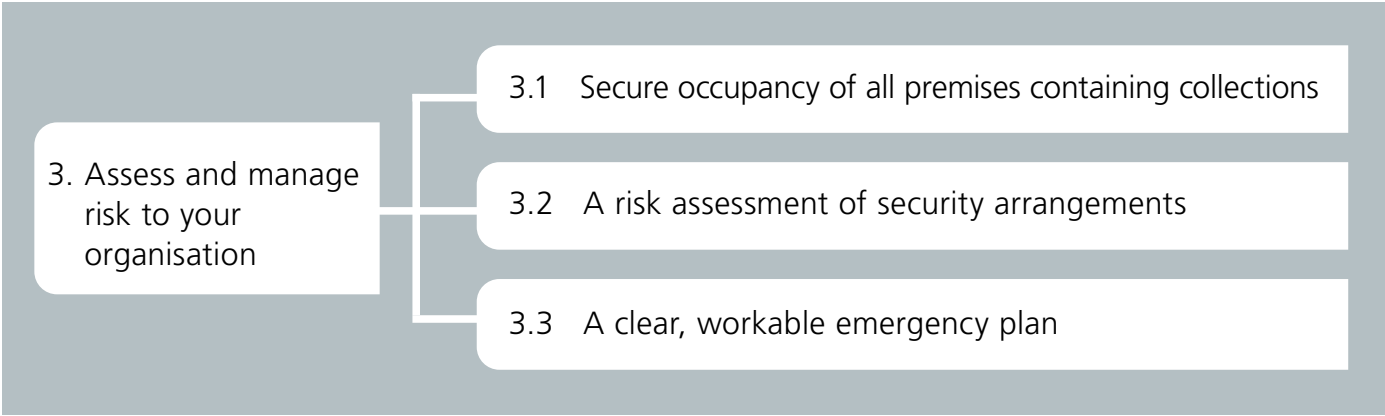 3. Assess and manage
risk to your
organisation
3.1 Secure occupancy of all premises containing collections
3.2 A risk assessment of security arrangements
3.3 A clear, workable emergency plan